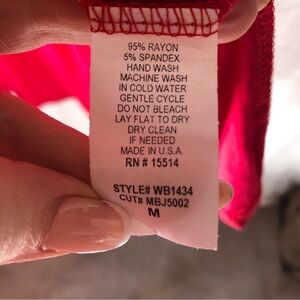 95% RAYON
5% SPANDEX
HAND WASH
MACHINE WASH
IN COLD WATER
GENTLE CYCLE
DO NOT BLEACH
LAY FLAT TO DRY
DRY CLEAN
IF NEEDED
MADE IN U.S.A.
RN # 15514
STYLE# WB1434
CUT# MBJ5002
M